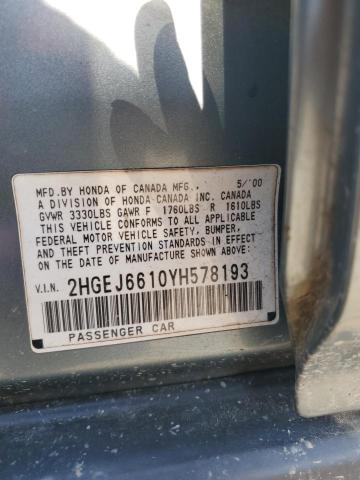 MFD.BY HONDA OF CANADA MFG., 5/'00
A DIVISION OF HONDA CANADA INC. CANADA
GVWR 3330LBS GAWR F 1760LBS R 1610LBS
THIS VEHICLE CONFORMS TO ALL APPLICABLE
FEDERAL MOTOR VEHICLE SAFETY, BUMPER,
AND THEFT PREVENTION STANDARDS IN EFFECT
ON THE DATE OF MANUFACTURE SHOWN ABOVE.
V.I.N. 2HGEJ6610YH578193
PASSENGER CAR